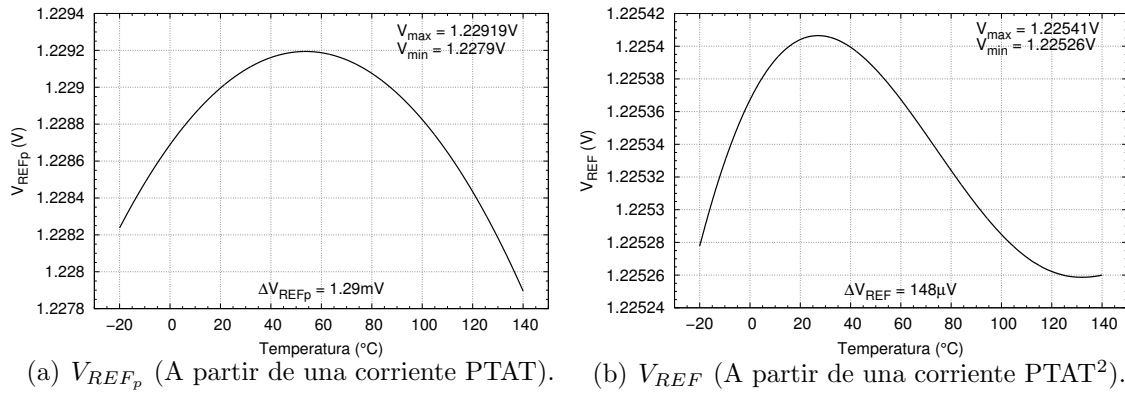 1.2294
1.2292
1.229
1.2288
1.2286
1.2284
1.2282
1.228
1.2278
V_REFp (V)
V_max = 1.22919V
V_min = 1.2279V
ΔV_REFp = 1.29mV
−20 0 20 40 60 80 100 120 140
Temperatura (°C)
(a) V_REF_p (A partir de una corriente PTAT).
1.22542
1.2254
1.22538
1.22536
1.22534
1.22532
1.2253
1.22528
1.22526
1.22524
V_REF (V)
V_max = 1.22541V
V_min = 1.22526V
ΔV_REF = 148μV
−20 0 20 40 60 80 100 120 140
Temperatura (°C)
(b) V_REF (A partir de una corriente PTAT²).